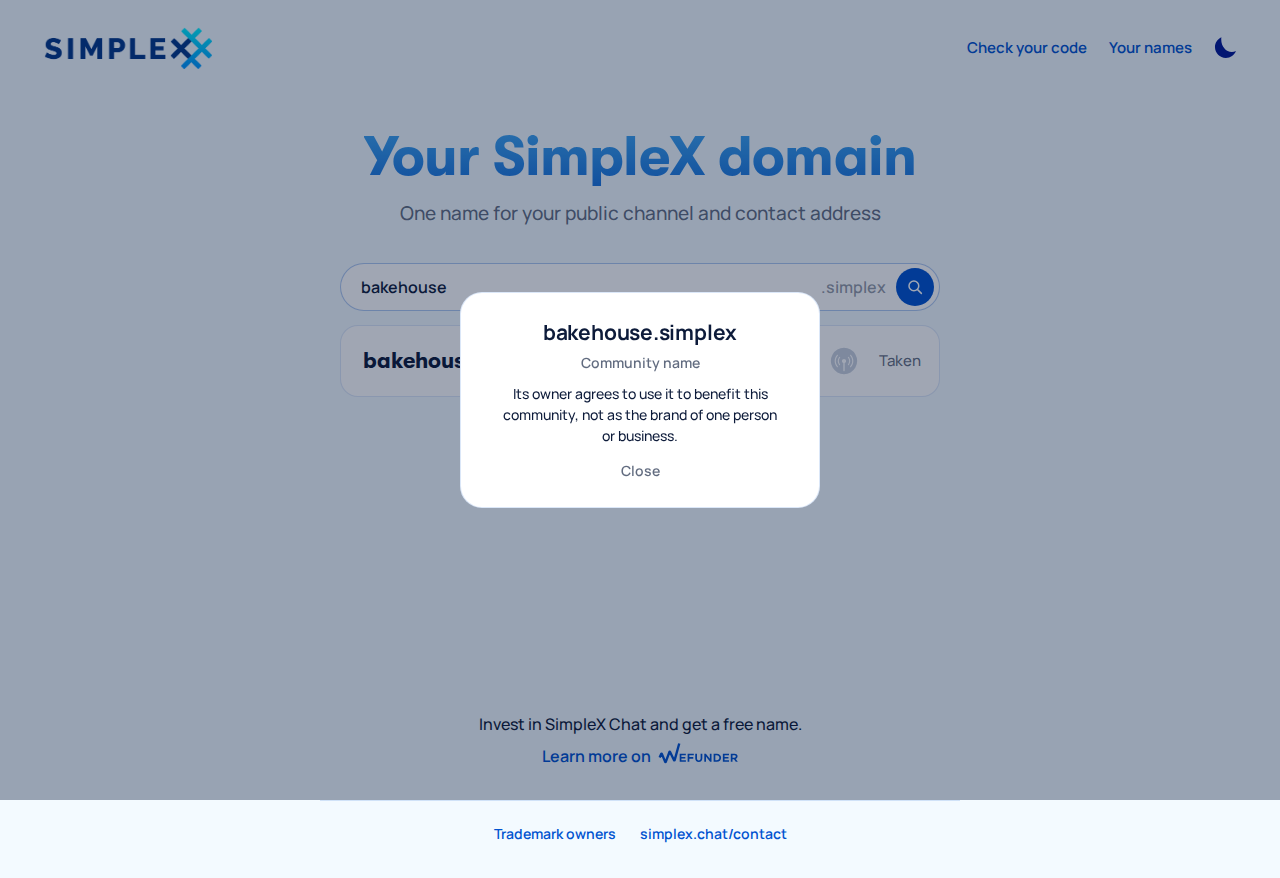 SIMPLEX
Check your code
Your names
Your SimpleX domain
One name for your public channel and contact address
bakehouse
.simplex
bakehous
Taken
bakehouse.simplex
Community name
Its owner agrees to use it to benefit this
community, not as the brand of one person
or business.
Close
Invest in SimpleX Chat and get a free name.
Learn more on WEFUNDER
Trademark owners
simplex.chat/contact